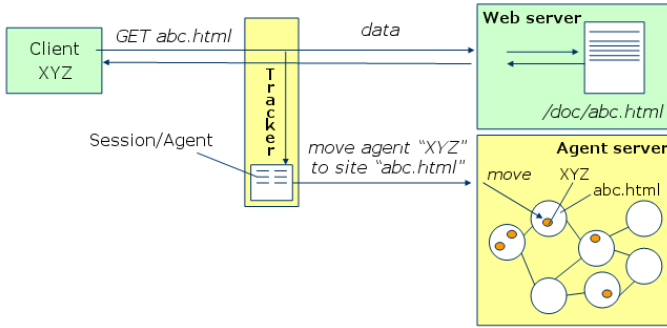 Client
XYZ
GET abc.html
data
Web server
/doc/abc.html
Tracker
Session/Agent
move agent “XYZ”
to site “abc.html”
Agent server
move
XYZ
abc.html